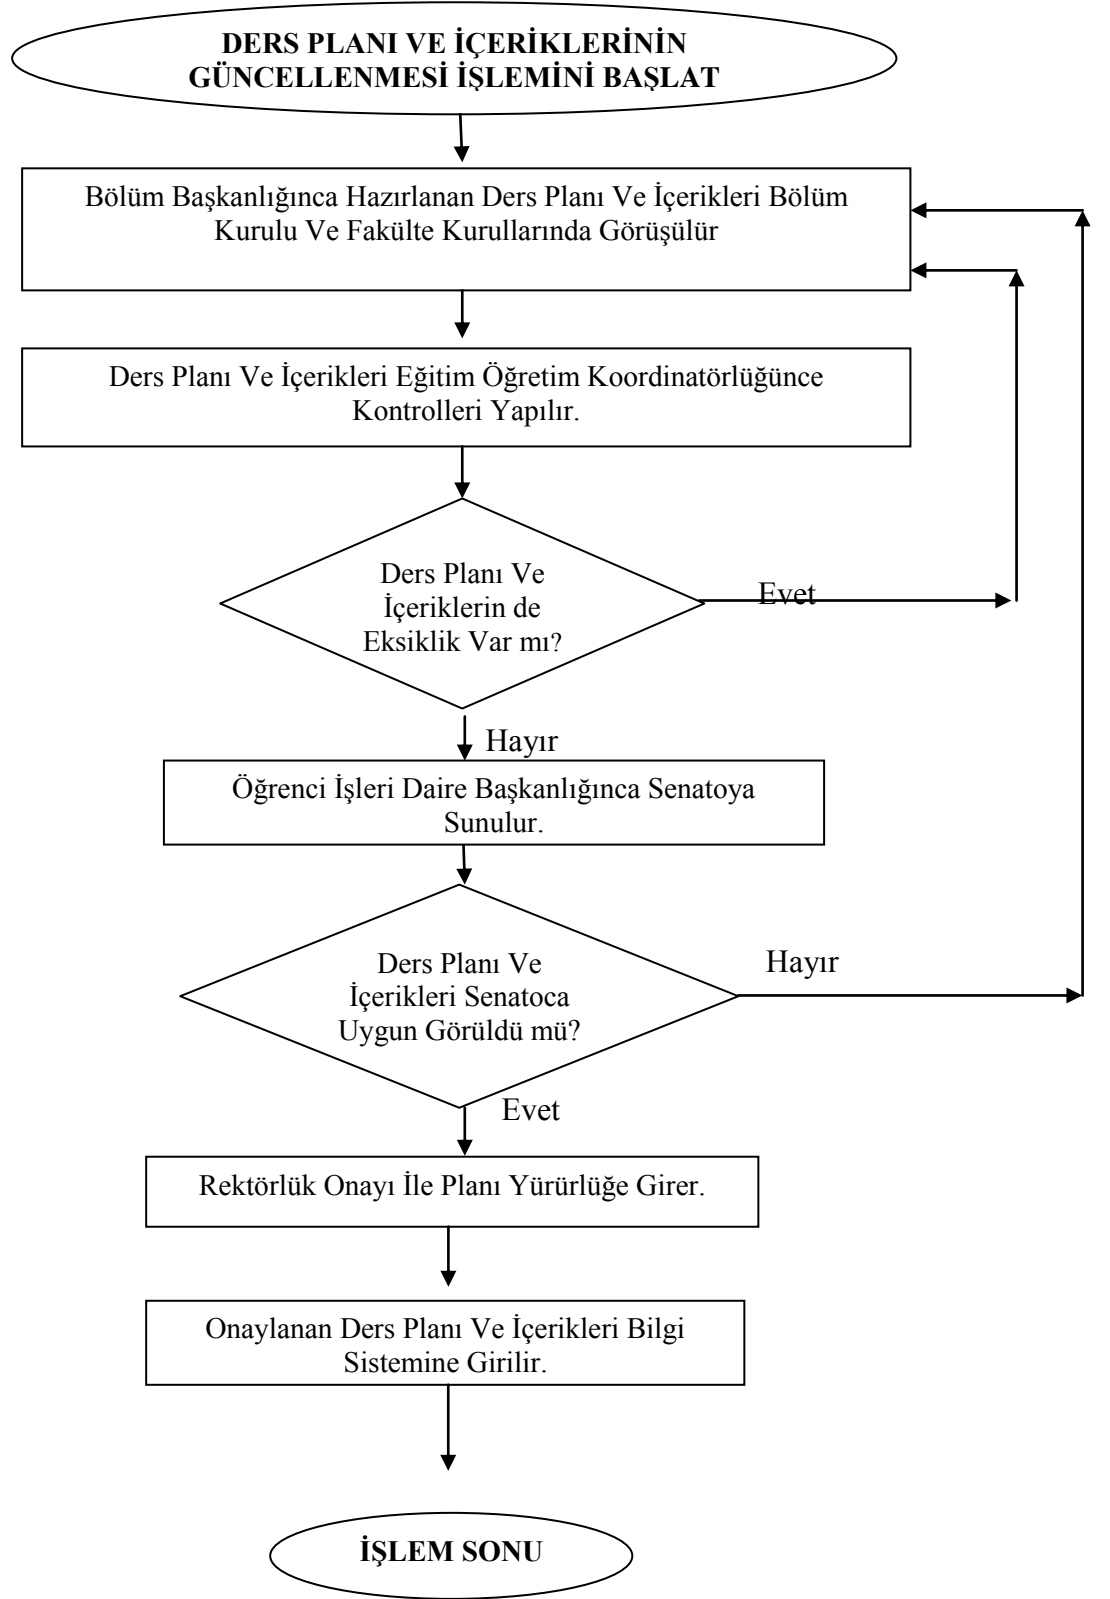 DERS PLANI VE İÇERİKLERİNİN
GÜNCELLENMESİ İŞLEMİNİ BAŞLAT
Bölüm Başkanlığınca Hazırlanan Ders Planı Ve İçerikleri Bölüm
Kurulu Ve Fakülte Kurullarında Görüşülür
Ders Planı Ve İçerikleri Eğitim Öğretim Koordinatörlüğünce
Kontrolleri Yapılır.
Ders Planı Ve
İçeriklerin de
Eksiklik Var mı?
Evet
Hayır
Öğrenci İşleri Daire Başkanlığınca Senatoya
Sunulur.
Ders Planı Ve
İçerikleri Senatoca
Uygun Görüldü mü?
Hayır
Evet
Rektörlük Onayı İle Planı Yürürlüğe Girer.
Onaylanan Ders Planı Ve İçerikleri Bilgi
Sistemine Girilir.
İŞLEM SONU